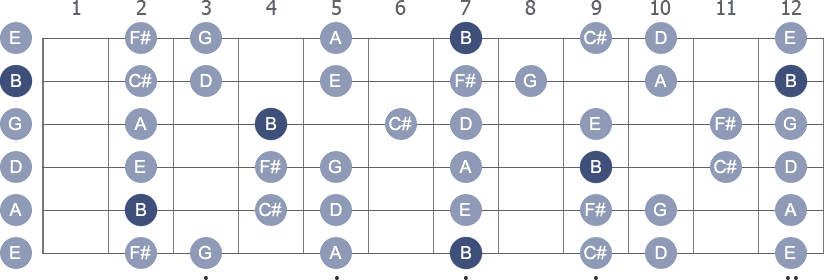 1 2 3 4 5 6 7 8 9 10 11 12
E F# G A B C# D E
B C# D E F# G A B
G A B C# D E F# G
D E F# G A B C# D
A B C# D E F# G A
E F# G A B C# D E